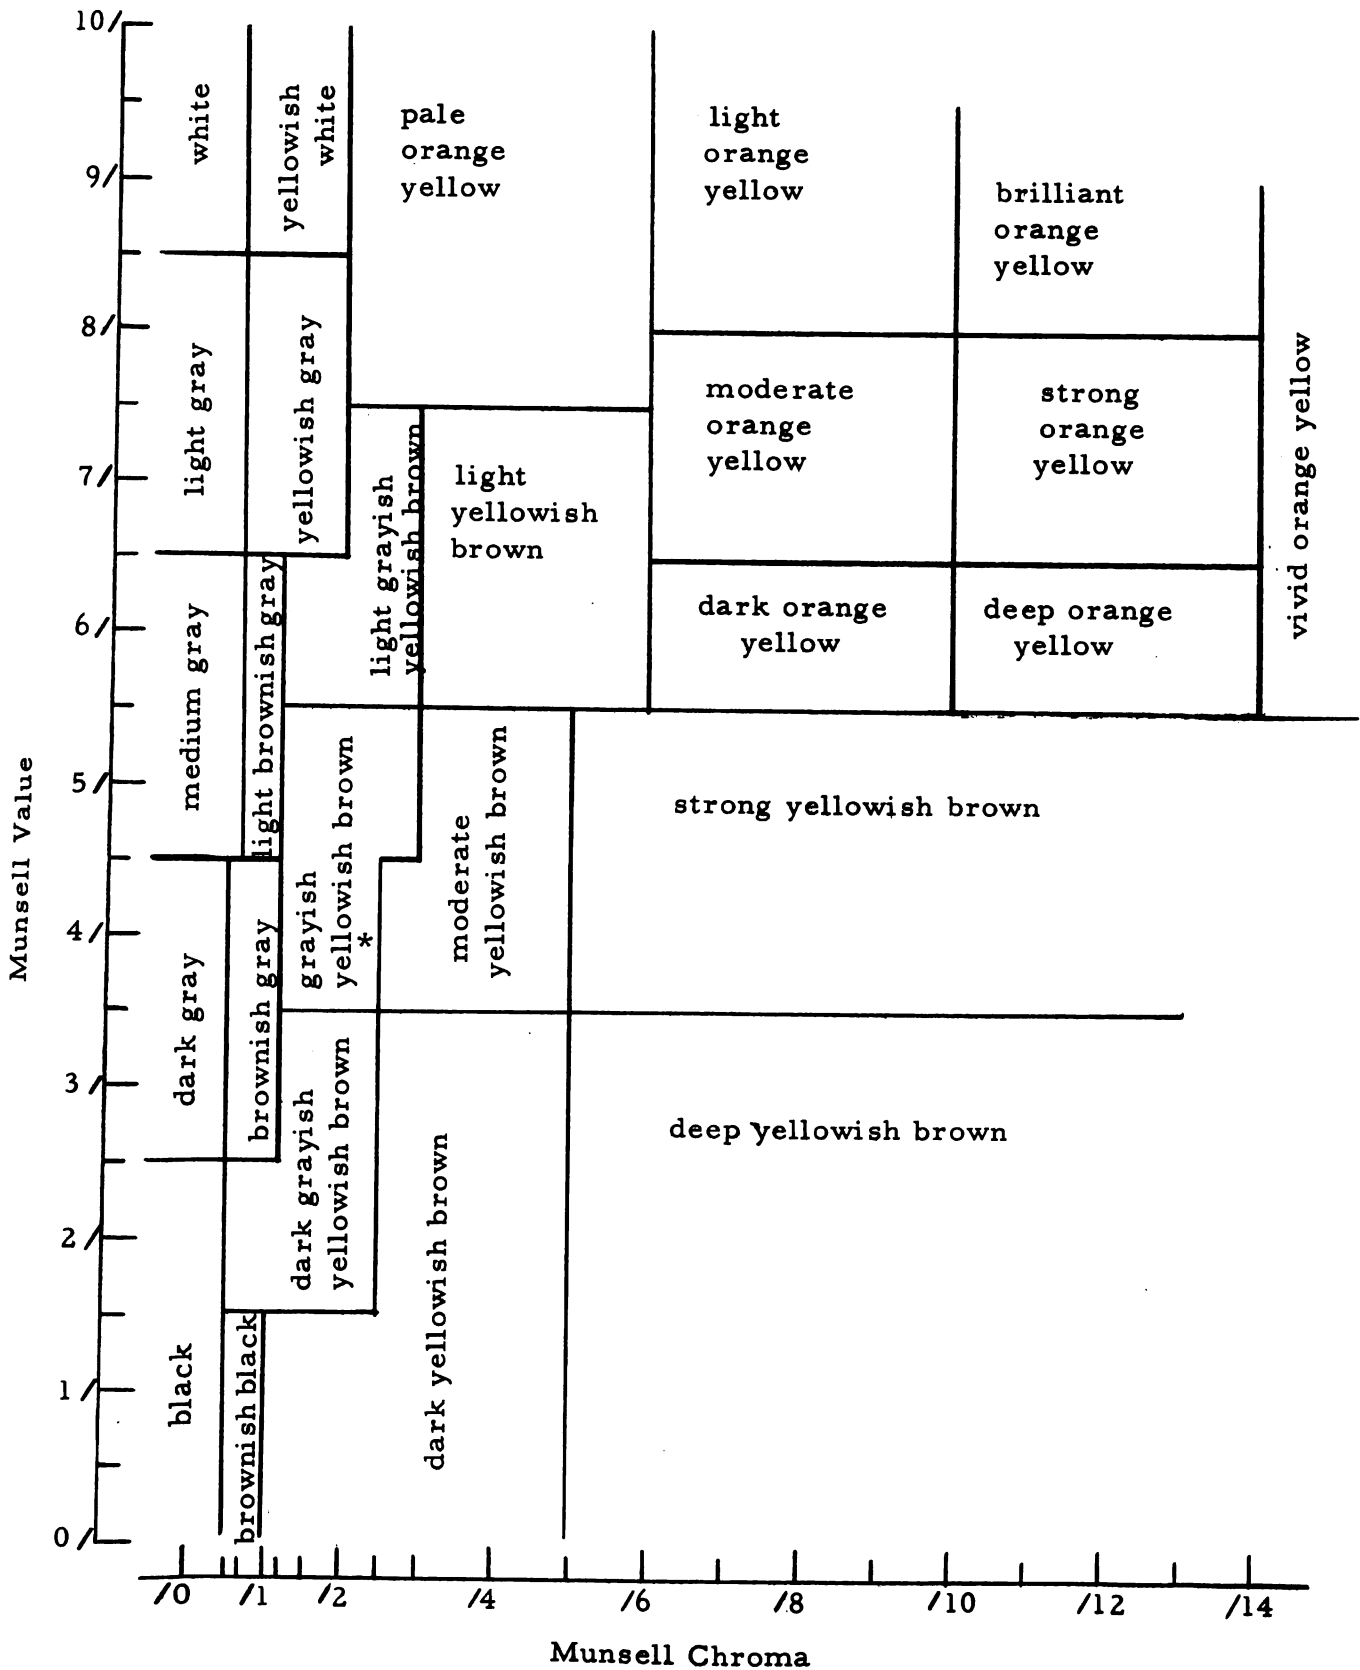 10/
9/
8/
7/
6/
5/
4/
3/
2/
1/
0/
Munsell Value
white
yellowish
white
pale
orange
yellow
light
orange
yellow
brilliant
orange
yellow
light gray
yellowish gray
light grayish
yellowish brown
light
yellowish
brown
moderate
orange
yellow
strong
orange
yellow
vivid orange yellow
medium gray
light brownish gray
dark orange
yellow
deep orange
yellow
grayish
yellowish brown
*
moderate
yellowish brown
strong yellowish brown
dark gray
brownish gray
dark grayish
yellowish brown
dark yellowish brown
deep yellowish brown
black
brownish black
/0 /1 /2 /4 /6 /8 /10 /12 /14
Munsell Chroma